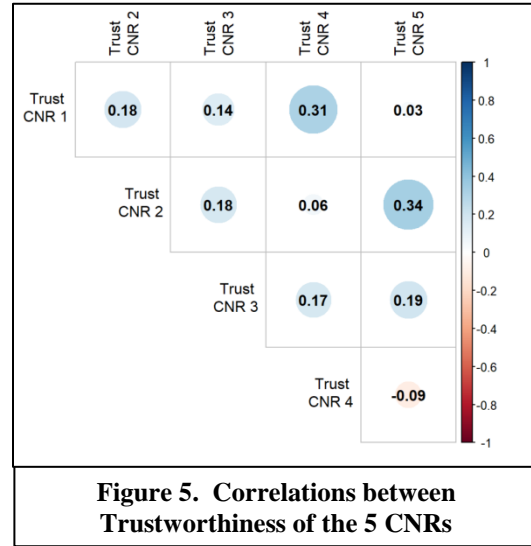 Trust CNR 2
Trust CNR 3
Trust CNR 4
Trust CNR 5
Trust
CNR 1
0.18
0.14
0.31
0.03
Trust
CNR 2
0.18
0.06
0.34
Trust
CNR 3
0.17
0.19
Trust
CNR 4
-0.09
1
0.8
0.6
0.4
0.2
0
-0.2
-0.4
-0.6
-0.8
-1
Figure 5. Correlations between
Trustworthiness of the 5 CNRs